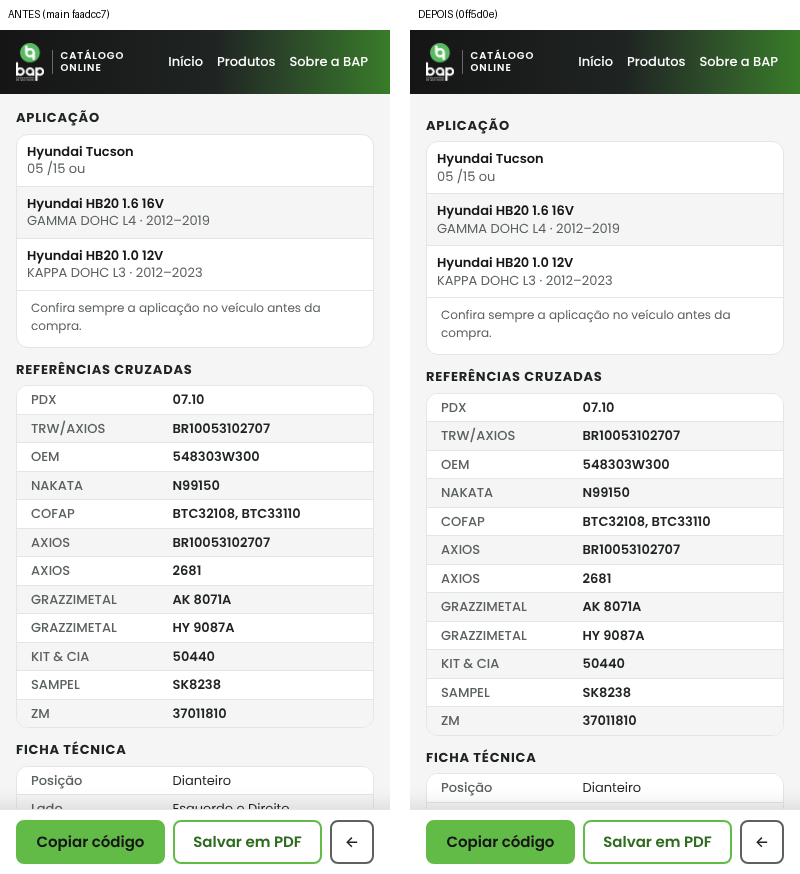 ANTES (main faadcc7)
bap
CATÁLOGO
ONLINE
Início Produtos Sobre a BAP
APLICAÇÃO
Hyundai Tucson
05 /15 ou
Hyundai HB20 1.6 16V
GAMMA DOHC L4 · 2012–2019
Hyundai HB20 1.0 12V
KAPPA DOHC L3 · 2012–2023
Confira sempre a aplicação no veículo antes da
compra.
REFERÊNCIAS CRUZADAS
PDX 07.10
TRW/AXIOS BR10053102707
OEM 548303W300
NAKATA N99150
COFAP BTC32108, BTC33110
AXIOS BR10053102707
AXIOS 2681
GRAZZIMETAL AK 8071A
GRAZZIMETAL HY 9087A
KIT & CIA 50440
SAMPEL SK8238
ZM 37011810
FICHA TÉCNICA
Posição Dianteiro
Lado Esquerdo e Direito
Copiar código Salvar em PDF ←
DEPOIS (0ff5d0e)
bap
CATÁLOGO
ONLINE
Início Produtos Sobre a BAP
APLICAÇÃO
Hyundai Tucson
05 /15 ou
Hyundai HB20 1.6 16V
GAMMA DOHC L4 · 2012–2019
Hyundai HB20 1.0 12V
KAPPA DOHC L3 · 2012–2023
Confira sempre a aplicação no veículo antes da
compra.
REFERÊNCIAS CRUZADAS
PDX 07.10
TRW/AXIOS BR10053102707
OEM 548303W300
NAKATA N99150
COFAP BTC32108, BTC33110
AXIOS BR10053102707
AXIOS 2681
GRAZZIMETAL AK 8071A
GRAZZIMETAL HY 9087A
KIT & CIA 50440
SAMPEL SK8238
ZM 37011810
FICHA TÉCNICA
Posição Dianteiro
Copiar código Salvar em PDF ←